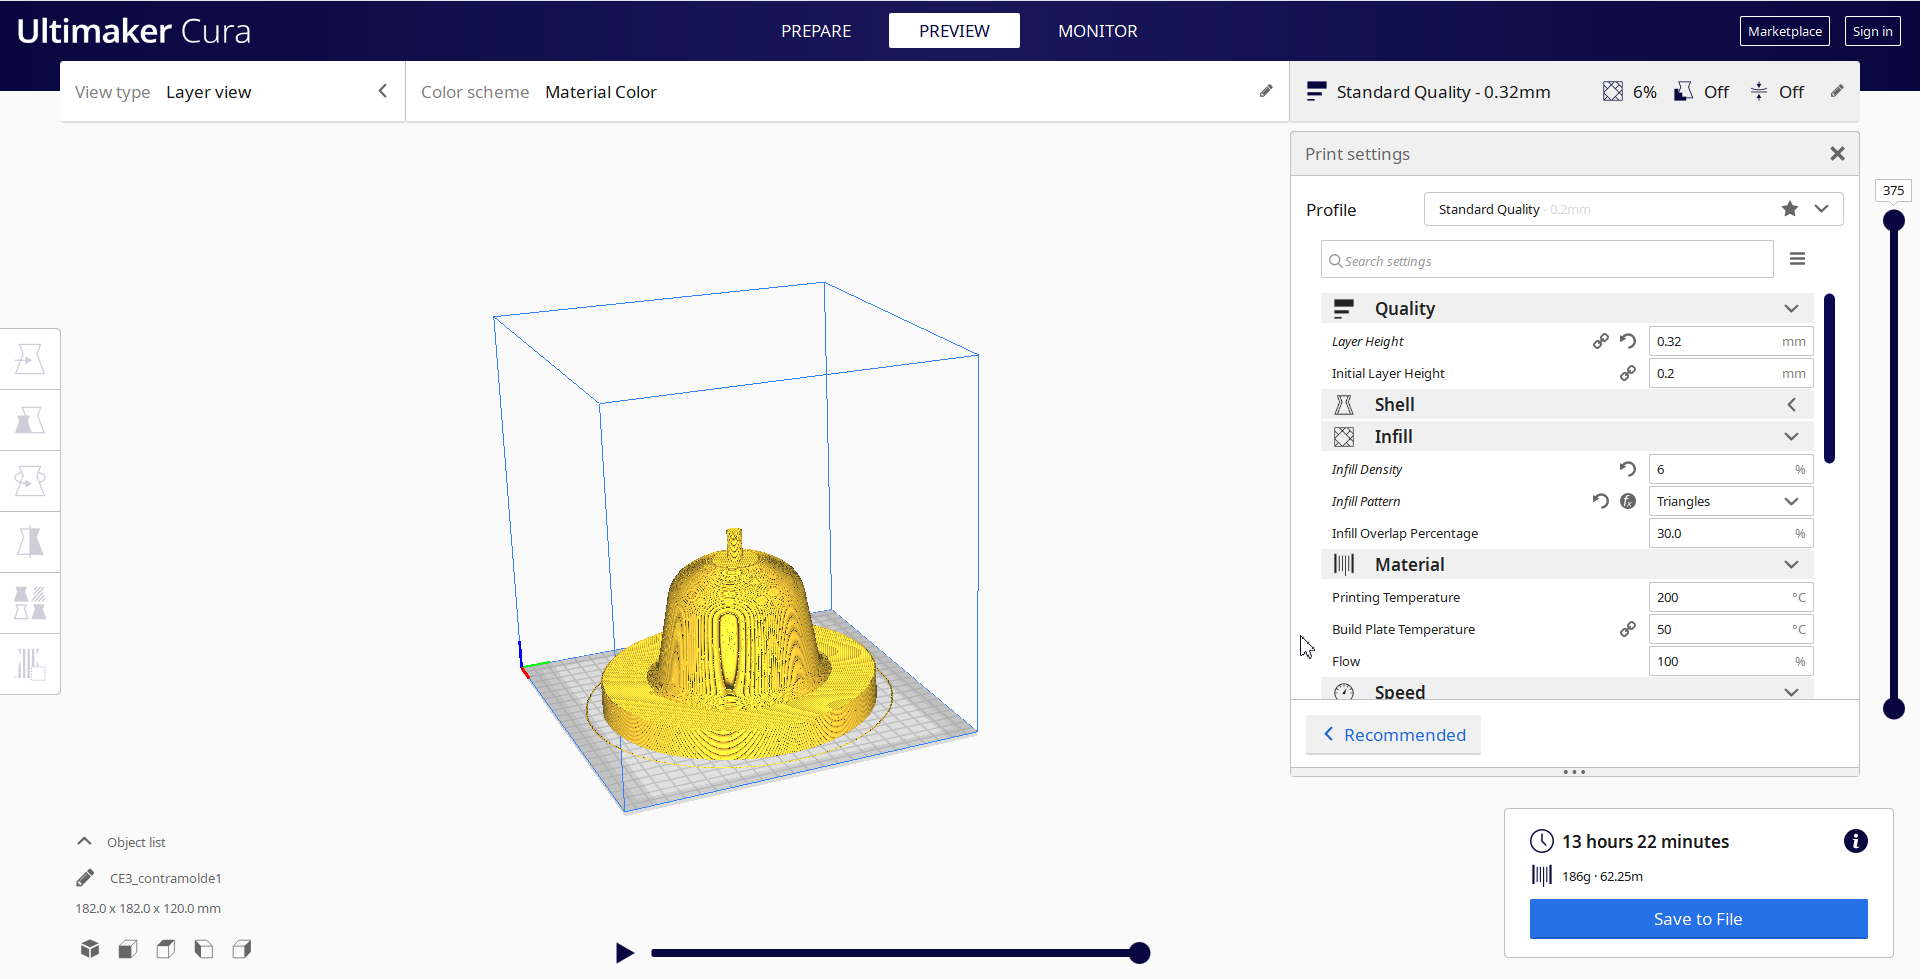 Ultimaker Cura
PREPARE
PREVIEW
MONITOR
Marketplace
Sign in
View type Layer view
Color scheme Material Color
Standard Quality - 0.32mm
6%
Off
Off
Print settings
375
Profile
Standard Quality - 0.2mm
Search settings
Quality
Layer Height
0.32 mm
Initial Layer Height
0.2 mm
Shell
Infill
Infill Density
6 %
Infill Pattern
Triangles
Infill Overlap Percentage
30.0 %
Material
Printing Temperature
200 °C
Build Plate Temperature
50 °C
Flow
100 %
Speed
Recommended
Object list
CE3_contramolde1
182.0 x 182.0 x 120.0 mm
13 hours 22 minutes
186g · 62.25m
Save to File